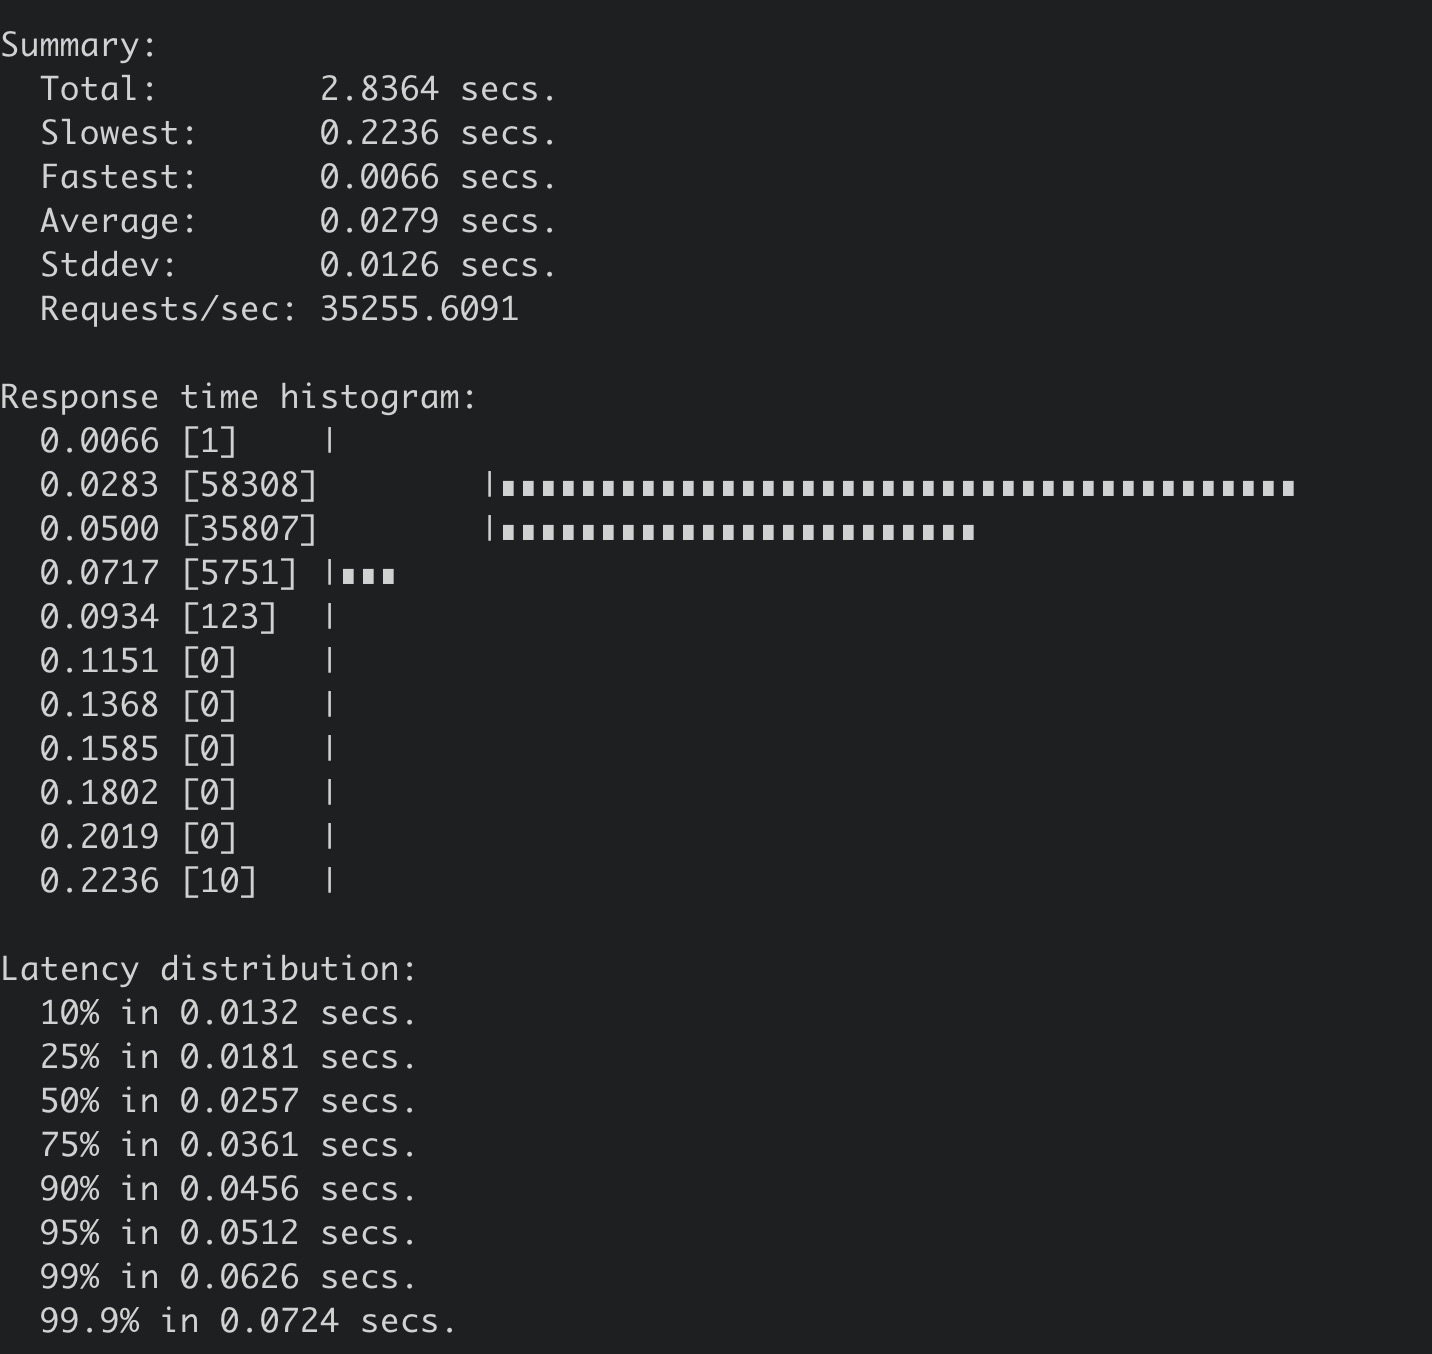 Summary:
  Total:        2.8364 secs.
  Slowest:      0.2236 secs.
  Fastest:      0.0066 secs.
  Average:      0.0279 secs.
  Stddev:       0.0126 secs.
  Requests/sec: 35255.6091

Response time histogram:
  0.0066 [1]    |
  0.0283 [58308]        |∎∎∎∎∎∎∎∎∎∎∎∎∎∎∎∎∎∎∎∎∎∎∎∎∎∎∎∎∎∎∎∎∎∎∎∎∎∎∎∎
  0.0500 [35807]        |∎∎∎∎∎∎∎∎∎∎∎∎∎∎∎∎∎∎∎∎∎∎∎∎
  0.0717 [5751] |∎∎∎
  0.0934 [123]  |
  0.1151 [0]    |
  0.1368 [0]    |
  0.1585 [0]    |
  0.1802 [0]    |
  0.2019 [0]    |
  0.2236 [10]   |

Latency distribution:
  10% in 0.0132 secs.
  25% in 0.0181 secs.
  50% in 0.0257 secs.
  75% in 0.0361 secs.
  90% in 0.0456 secs.
  95% in 0.0512 secs.
  99% in 0.0626 secs.
  99.9% in 0.0724 secs.